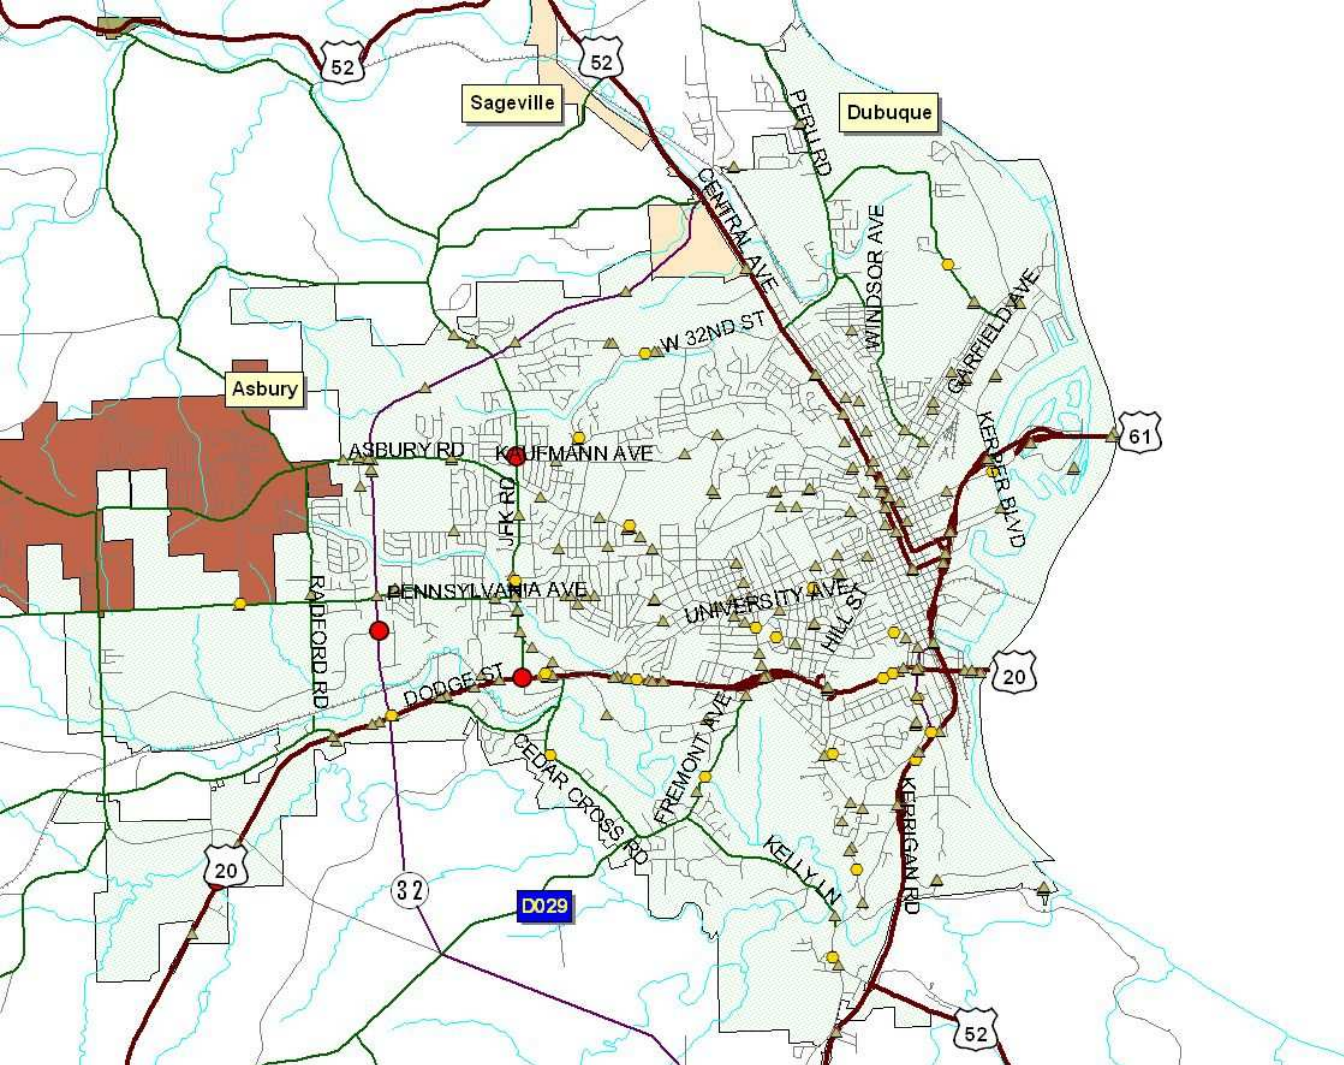 52
52
Sageville
Dubuque
PERU RD
CENTRAL AVE
WINDSOR AVE
GARFIELD AVE
W 32ND ST
Asbury
ASBURY RD
KAUFMANN AVE
KERPER BLVD
61
JFK RD
PENNSYLVANIA AVE
UNIVERSITY AVE
HILL ST
RADFORD RD
DODGE ST
20
FREMONT AVE
CEDAR CROSS RD
KERRIGAN RD
KELLY LN
20
32
D029
52